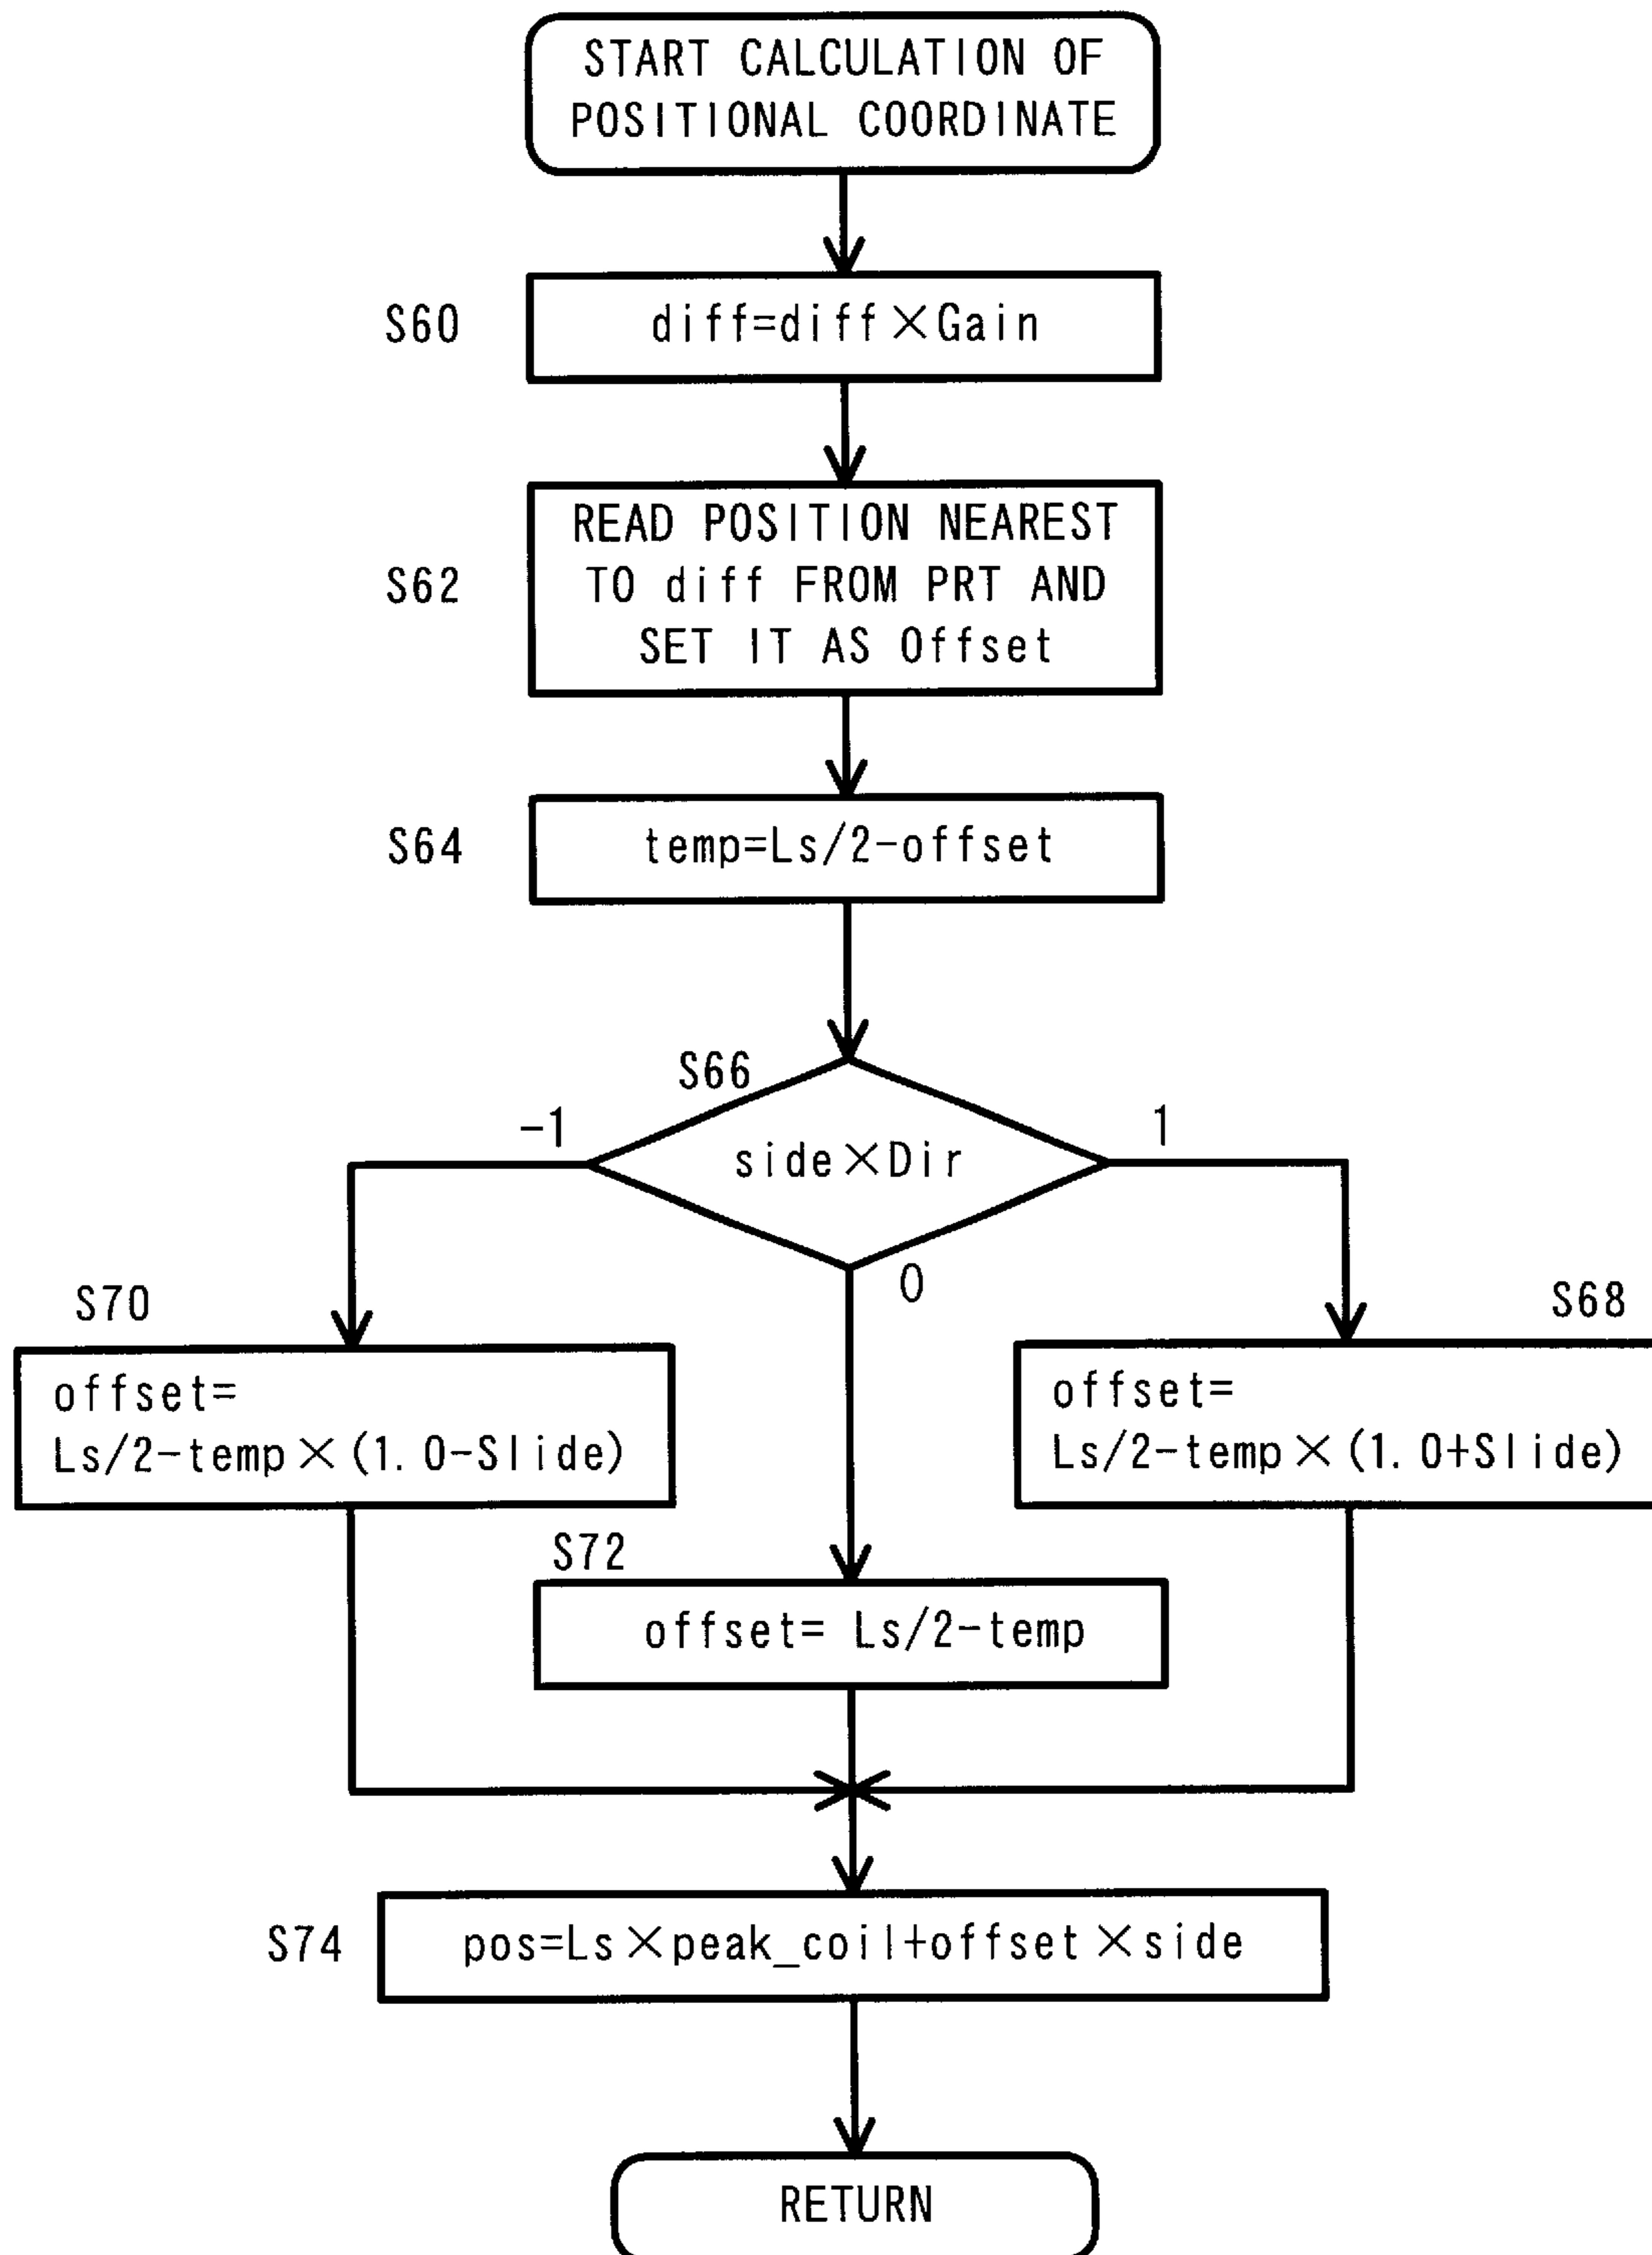 START CALCULATION OF
POSITIONAL COORDINATE
S60
diff=diff×Gain
S62
READ POSITION NEAREST
TO diff FROM PRT AND
SET IT AS Offset
S64
temp=Ls/2-offset
S66
-1
side×Dir
1
0
S70
offset=
Ls/2-temp×(1.0-Slide)
S68
offset=
Ls/2-temp×(1.0+Slide)
S72
offset= Ls/2-temp
S74
pos=Ls×peak_coil+offset×side
RETURN